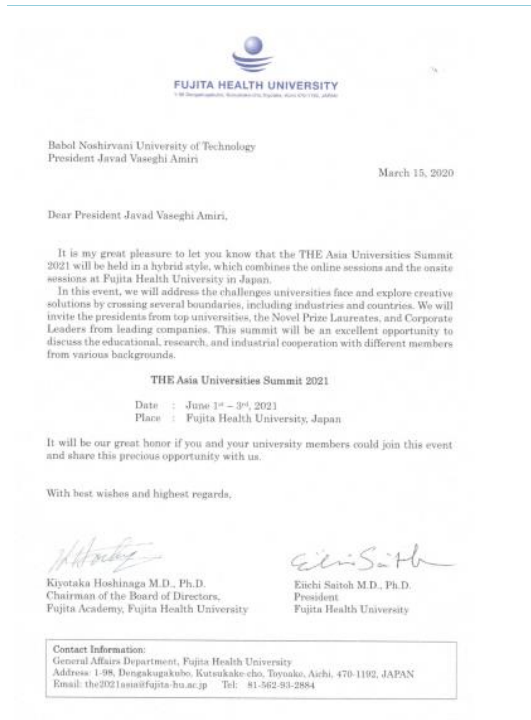 FUJITA HEALTH UNIVERSITY
Babol Noshirvani University of Technology
President Javad Vaseghi Amiri
March 15, 2020
Dear President Javad Vaseghi Amiri,
It is my great pleasure to let you know that the THE Asia Universities Summit
2021 will be held in a hybrid style, which combines the online sessions and the onsite
sessions at Fujita Health University in Japan.
In this event, we will address the challenges universities face and explore creative
solutions by crossing several boundaries, including industries and countries. We will
invite the presidents from top universities, the Novel Prize Laureates, and Corporate
Leaders from leading companies. This summit will be an excellent opportunity to
discuss the educational, research, and industrial cooperation with different members
from various backgrounds.
THE Asia Universities Summit 2021
Date : June 1st – 3rd, 2021
Place : Fujita Health University, Japan
It will be our great honor if you and your university members could join this event
and share this precious opportunity with us.
With best wishes and highest regards,
Kiyotaka Hoshinaga M.D., Ph.D.
Chairman of the Board of Directors,
Fujita Academy, Fujita Health University
Eiichi Saitoh M.D., Ph.D.
President
Fujita Health University
Contact Information:
General Affairs Department, Fujita Health University
Address: 1-98, Dengakugakubo, Kutsukake-cho, Toyoake, Aichi, 470-1192, JAPAN
Email: the2021asia@fujita-hu.ac.jp Tel: 81-562-93-2884